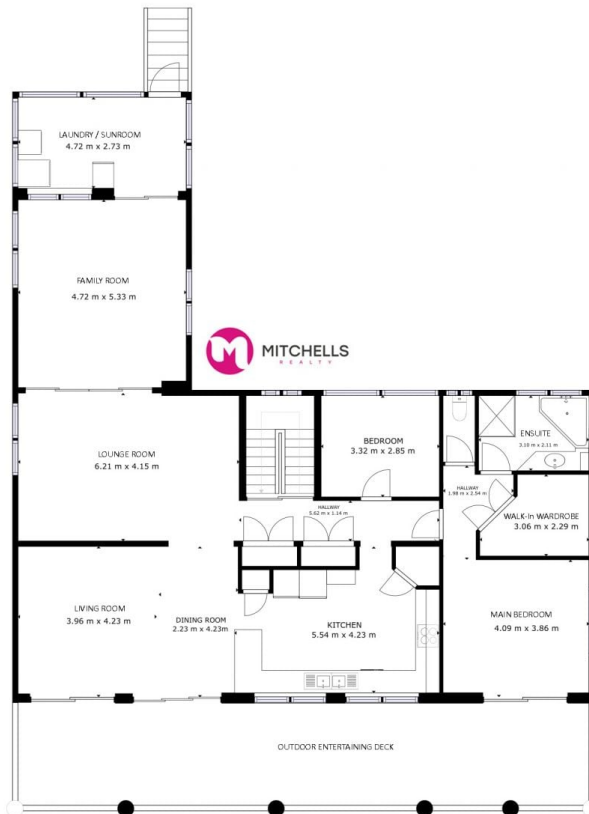 LAUNDRY / SUNROOM
4.72 m x 2.73 m
FAMILY ROOM
4.72 m x 5.33 m
M MITCHELLS
REALTY
LOUNGE ROOM
6.21 m x 4.15 m
BEDROOM
3.32 m x 2.85 m
ENSUITE
3.10 m x 2.11 m
HALLWAY
1.98 m x 2.54 m
WALK-In WARDROBE
3.06 m x 2.29 m
HALLWAY
5.62 m x 1.14 m
LIVING ROOM
3.96 m x 4.23 m
DINING ROOM
2.23 m x 4.23m
KITCHEN
5.54 m x 4.23 m
MAIN BEDROOM
4.09 m x 3.86 m
OUTDOOR ENTERTAINING DECK